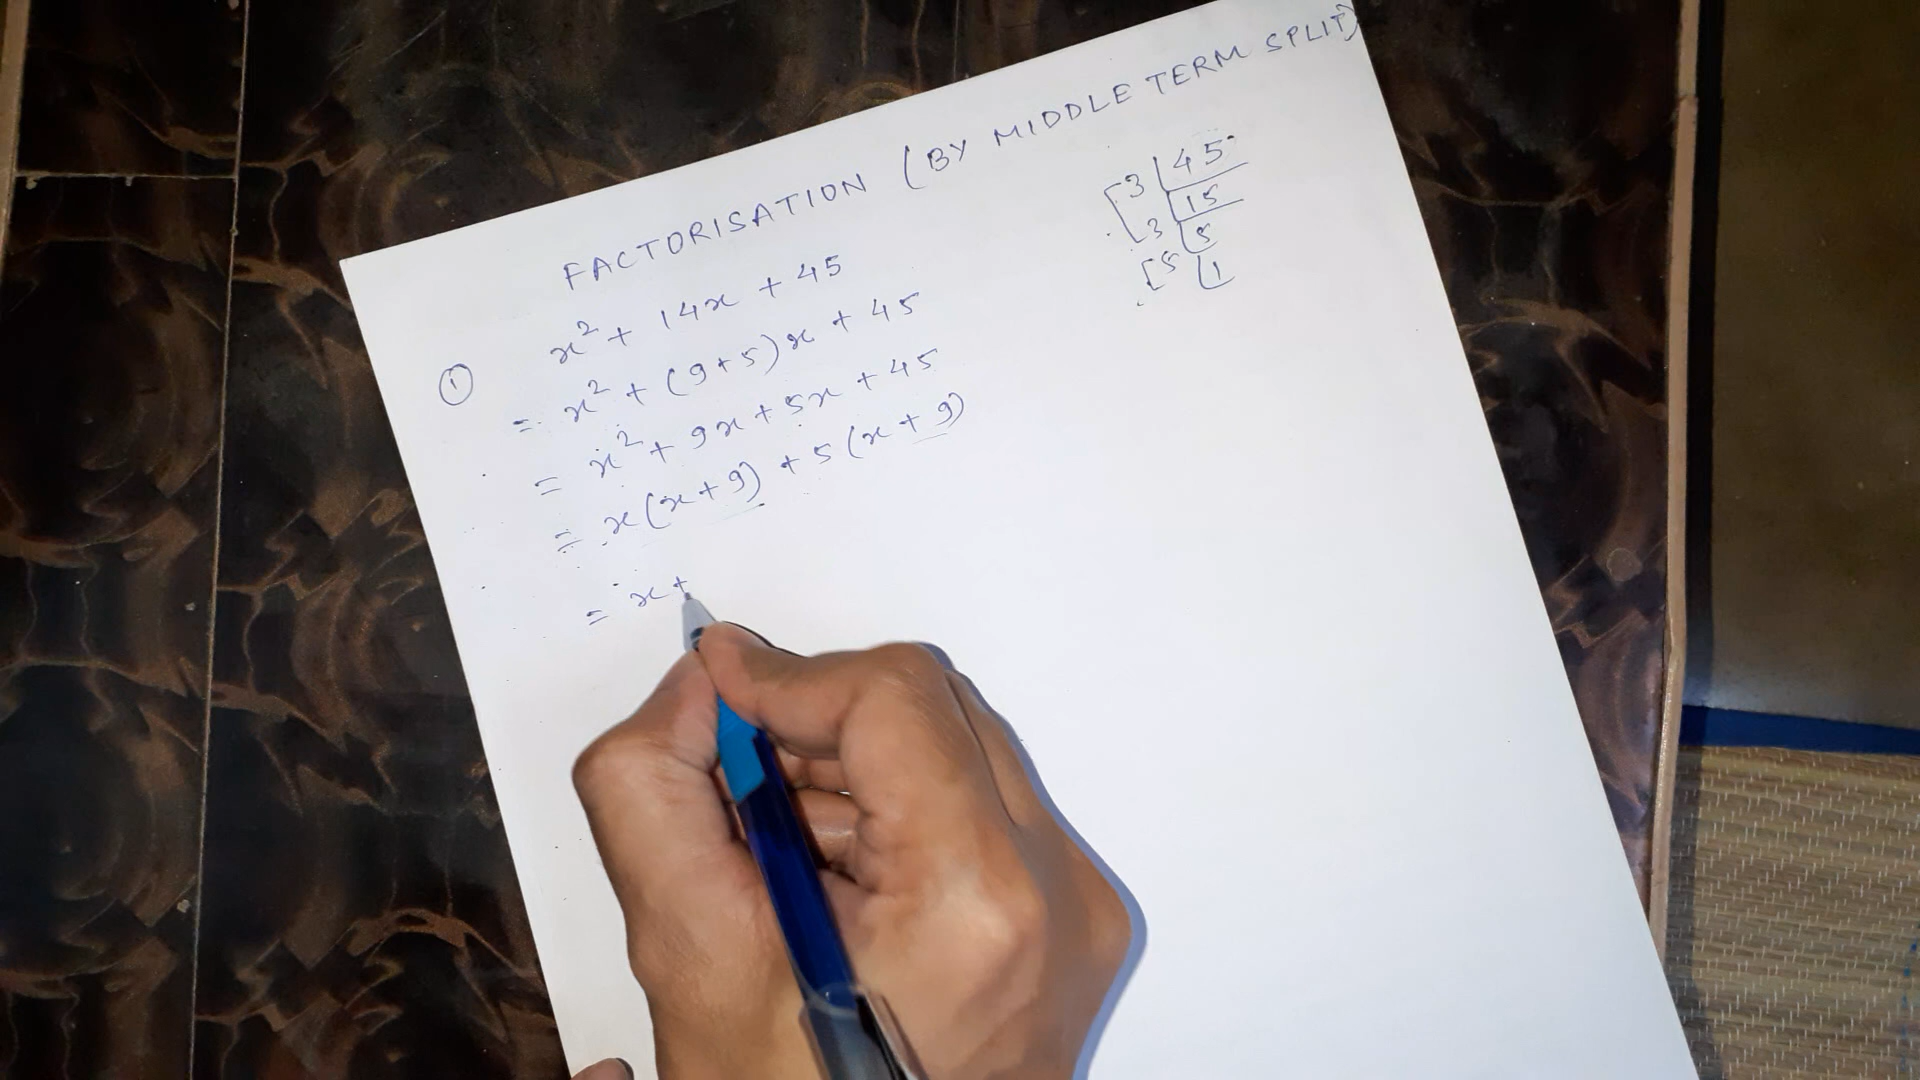 FACTORISATION (BY MIDDLE TERM SPLIT)
① x² + 14x + 45
= x² + (9+5)x + 45
= x² + 9x + 5x + 45
= x(x+9) + 5(x+9)
= x +
3 45
3 15
5 5
1